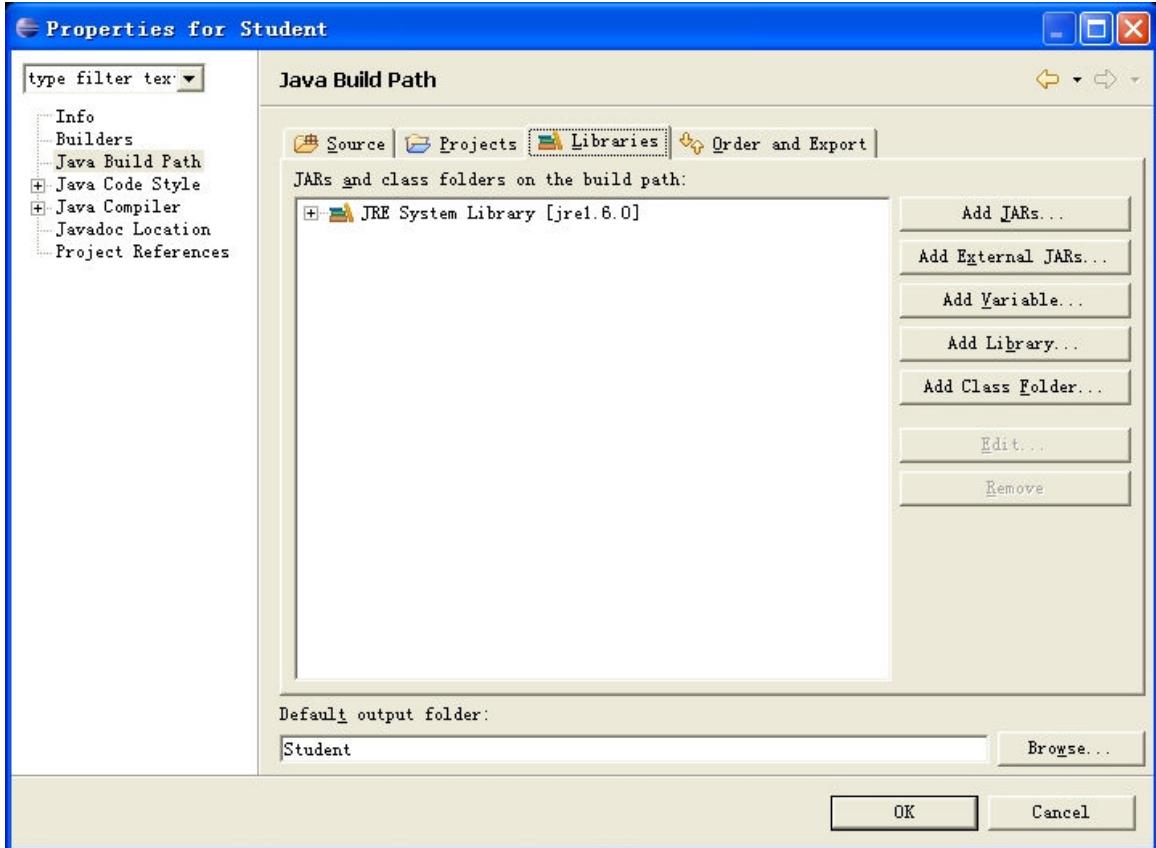 Properties for Student
type filter tex
Java Build Path
Info
Builders
Java Build Path
Java Code Style
Java Compiler
Javadoc Location
Project References
Source Projects Libraries Order and Export
JARs and class folders on the build path:
JRE System Library [jre1.6.0]
Add JARs...
Add External JARs...
Add Variable...
Add Library...
Add Class Folder...
Edit...
Remove
Default output folder:
Student
Browse...
OK Cancel